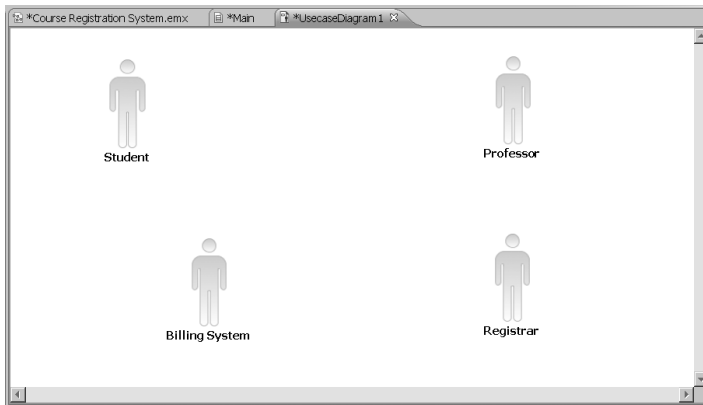 *Course Registration System.emx *Main *UsecaseDiagram1
Student
Professor
Billing System
Registrar